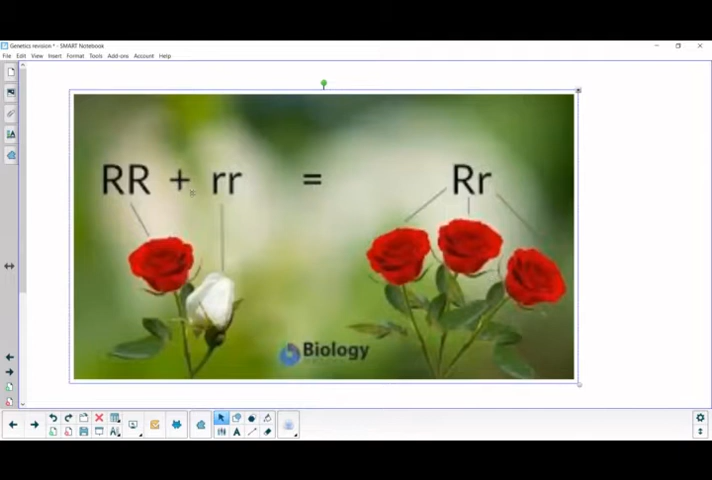 Genetics revision * - SMART Notebook
File Edit View Insert Format Tools Add-ons Account Help
RR + rr = Rr
Biology